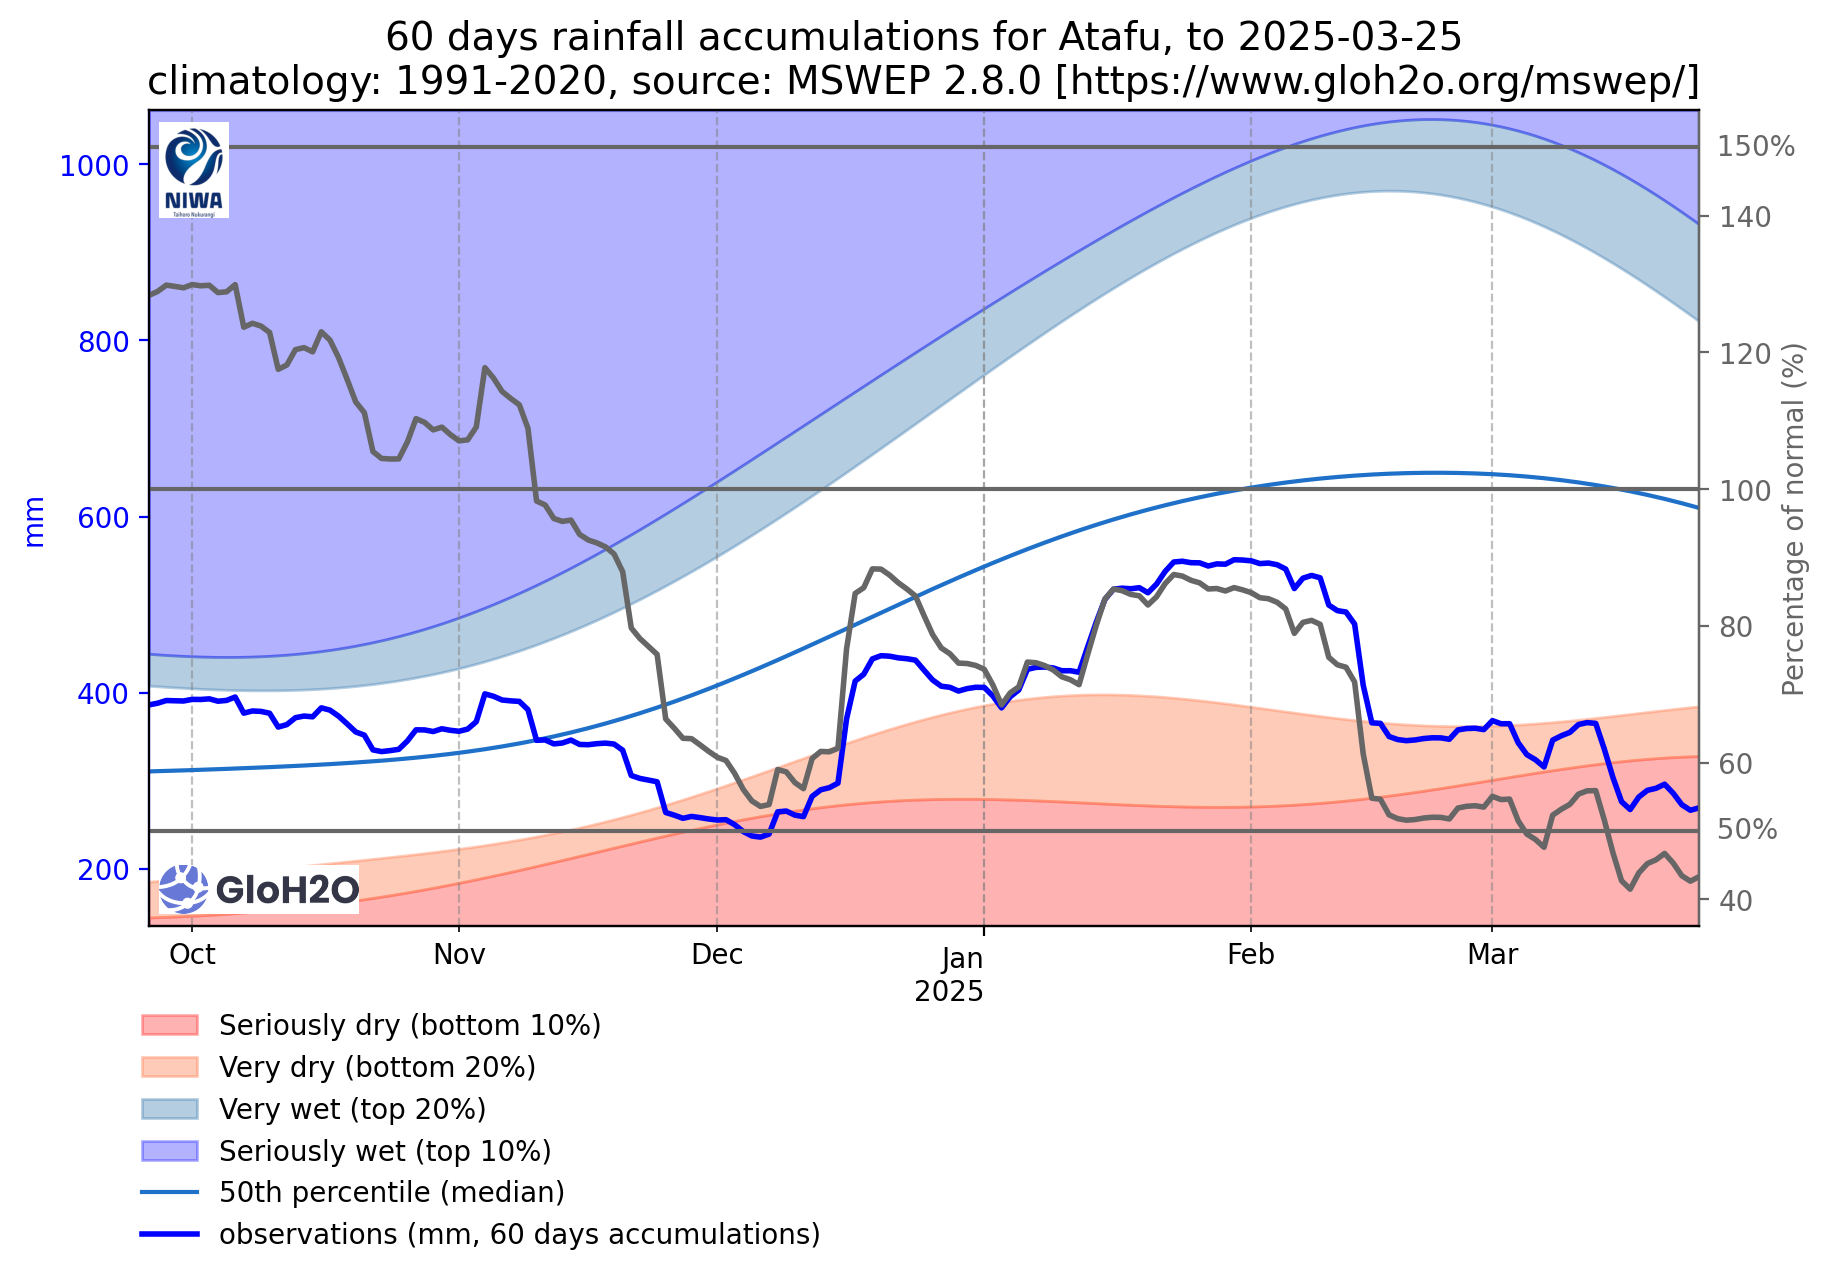 60 days rainfall accumulations for Atafu, to 2025-03-25
climatology: 1991-2020, source: MSWEP 2.8.0 [https://www.gloh2o.org/mswep/]
NIWA
Taihoro Nukurangi
1000
800
600
400
200
mm
150%
140
120
100
80
60
50%
40
Percentage of normal (%)
GloH2O
Oct
Nov
Dec
Jan
2025
Feb
Mar
Seriously dry (bottom 10%)
Very dry (bottom 20%)
Very wet (top 20%)
Seriously wet (top 10%)
50th percentile (median)
observations (mm, 60 days accumulations)